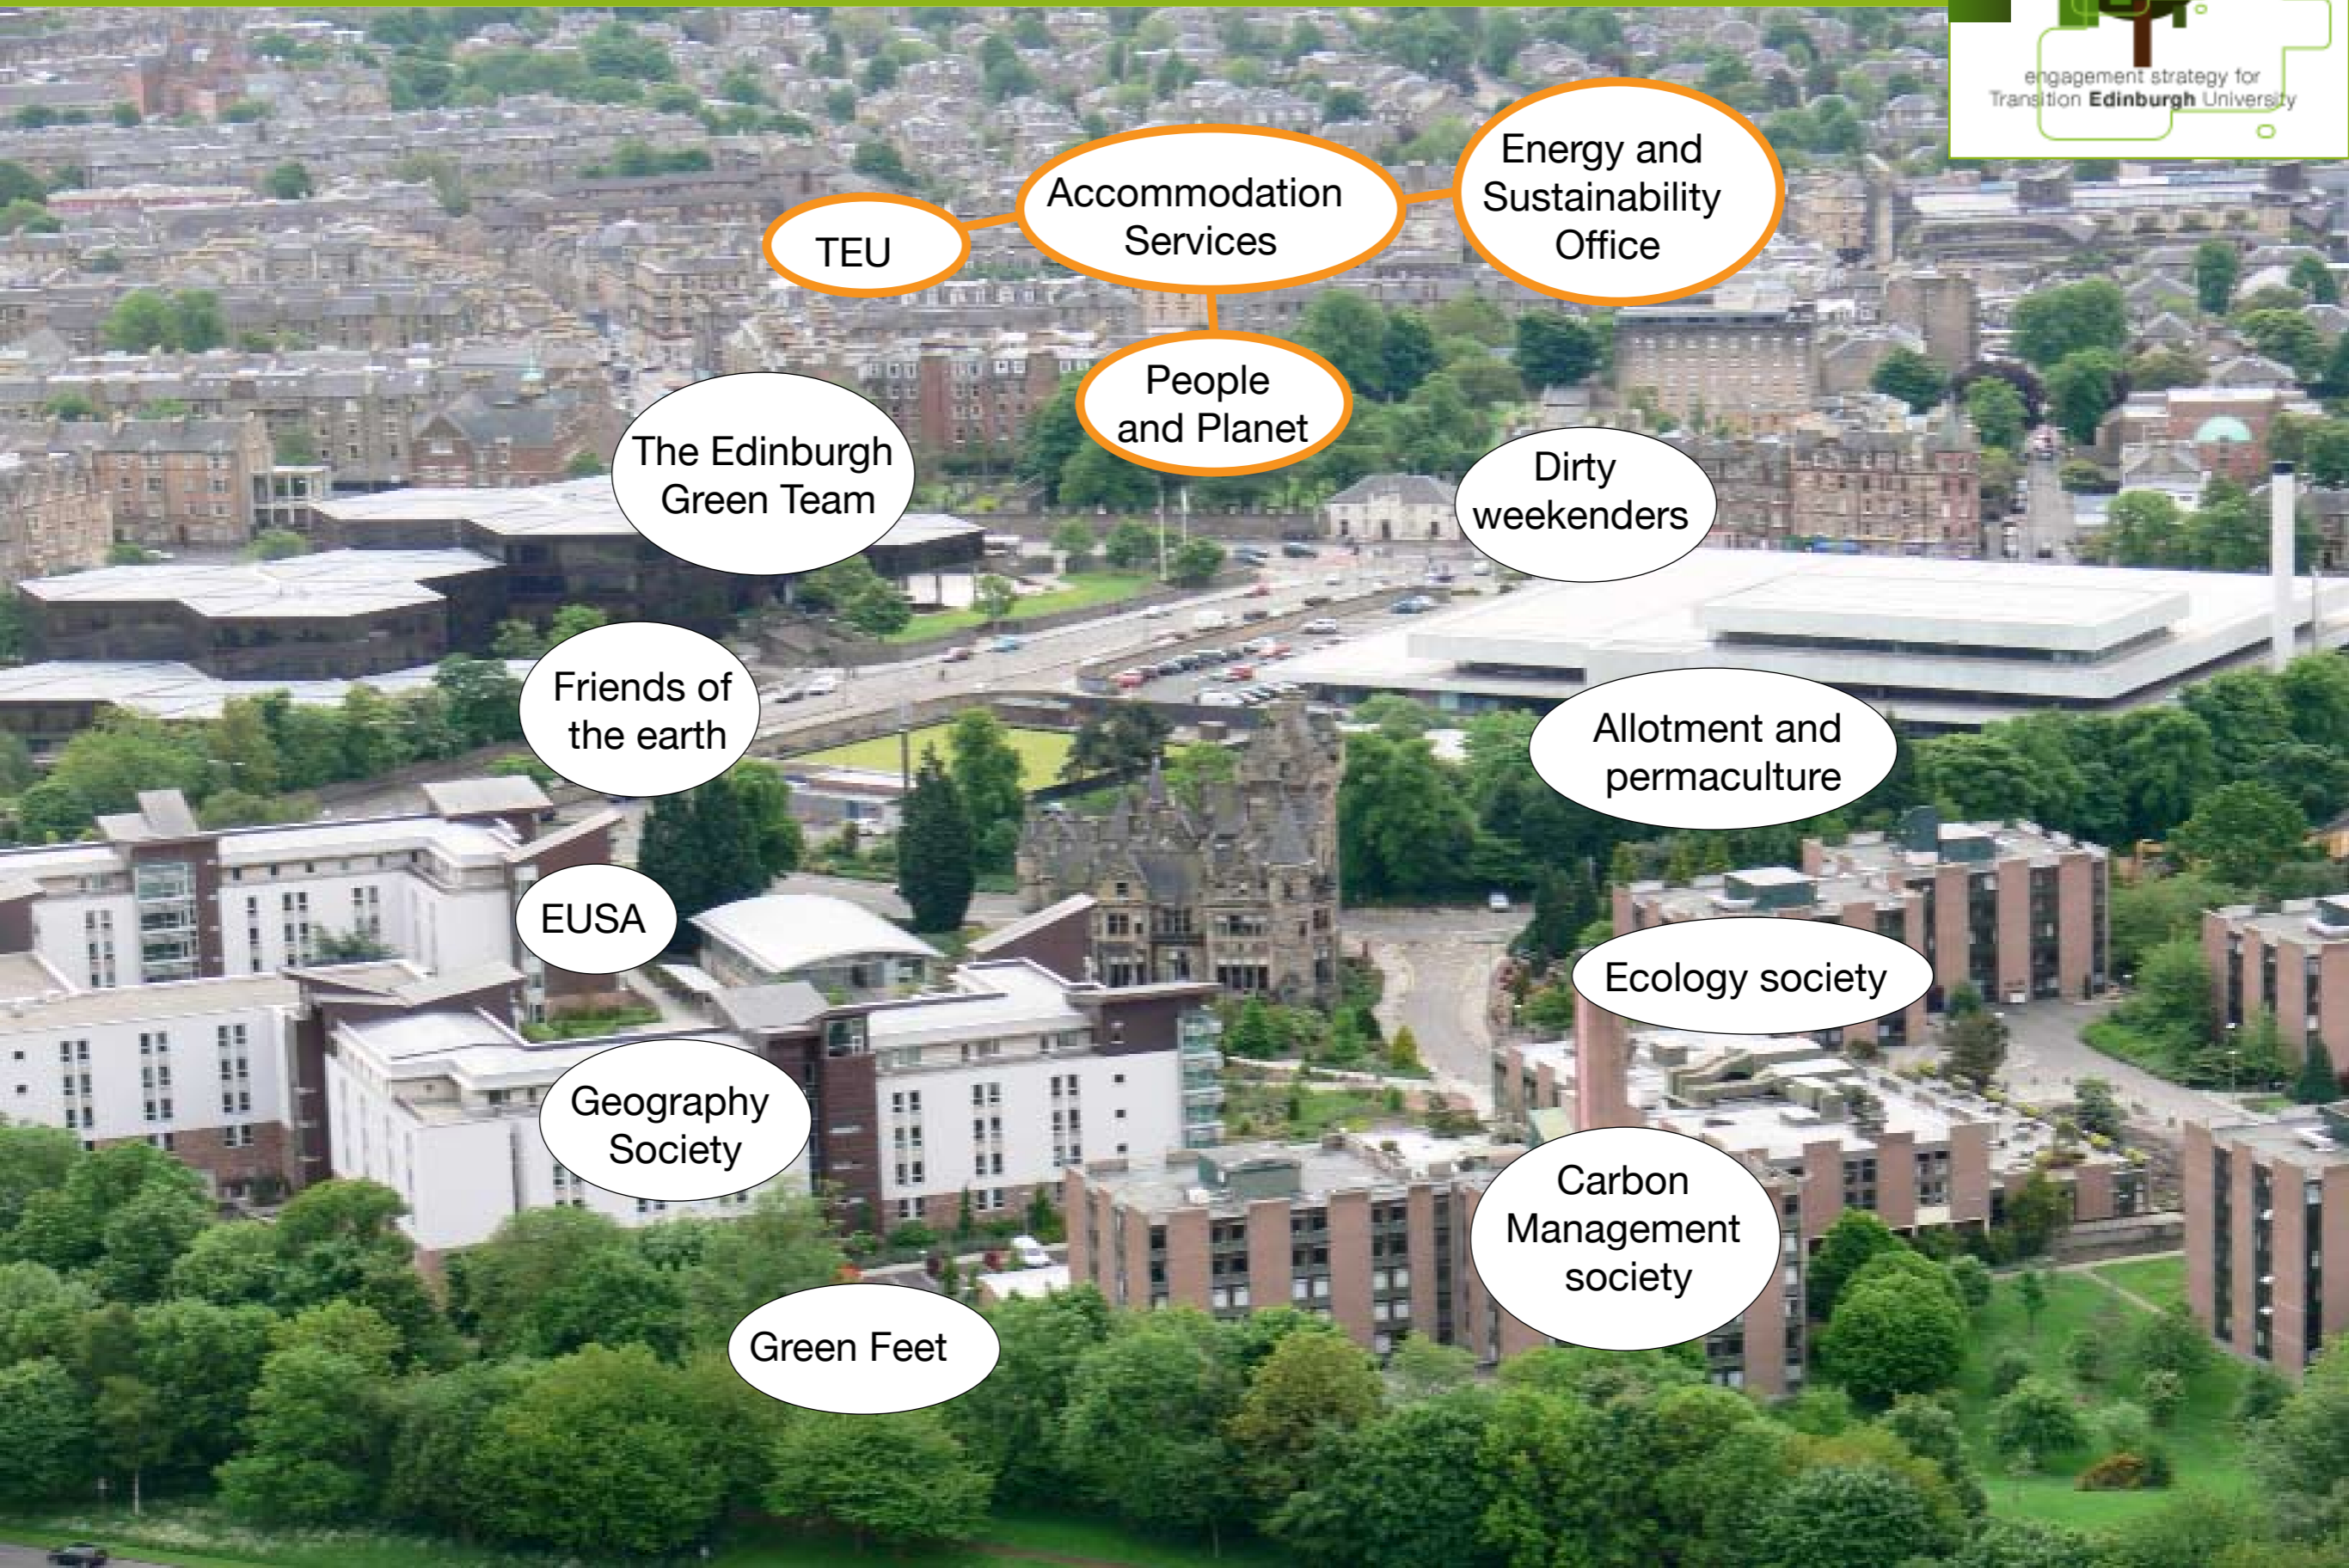 engagement strategy for
Transition Edinburgh University
Energy and
Sustainability
Office
Accommodation
Services
TEU
People
and Planet
The Edinburgh
Green Team
Dirty
weekenders
Friends of
the earth
Allotment and
permaculture
EUSA
Ecology society
Geography
Society
Carbon
Management
society
Green Feet